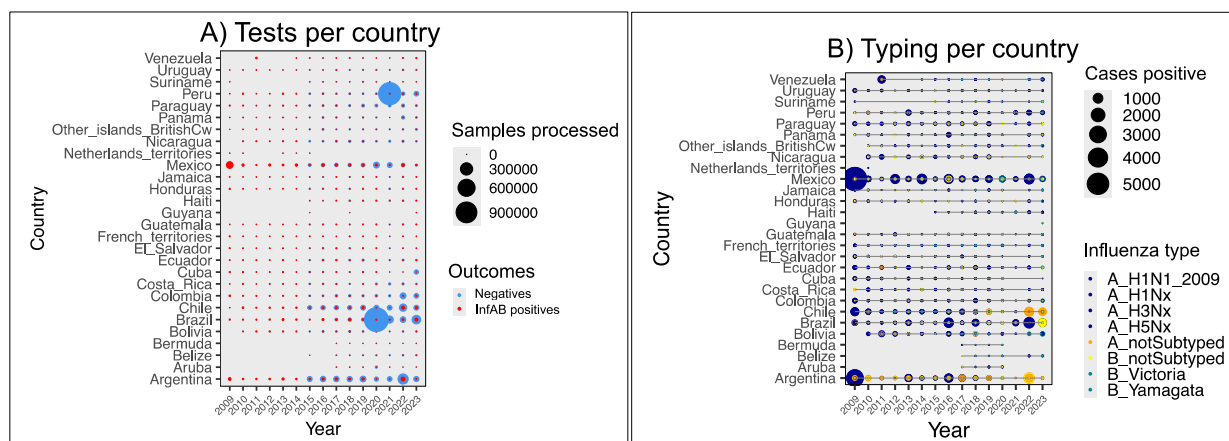 A) Tests per country
Venezuela
Uruguay
Suriname
Peru
Paraguay
Panama
Other_islands_BritishCw
Nicaragua
Netherlands_territories
Mexico
Jamaica
Honduras
Haiti
Guyana
Guatemala
French_territories
El_Salvador
Ecuador
Cuba
Costa_Rica
Colombia
Chile
Brazil
Bolivia
Bermuda
Belize
Aruba
Argentina
Country
2009 2010 2011 2012 2013 2014 2015 2016 2017 2018 2019 2020 2021 2022 2023
Year
Samples processed
0
300000
600000
900000
Outcomes
Negatives
InfAB positives
B) Typing per country
Venezuela
Uruguay
Suriname
Peru
Paraguay
Panama
Other_islands_BritishCw
Nicaragua
Netherlands_territories
Mexico
Jamaica
Honduras
Haiti
Guyana
Guatemala
French_territories
El_Salvador
Ecuador
Cuba
Costa_Rica
Colombia
Chile
Brazil
Bolivia
Bermuda
Belize
Aruba
Argentina
Country
2009 2010 2011 2012 2013 2014 2015 2016 2017 2018 2019 2020 2021 2022 2023
Year
Cases positive
1000
2000
3000
4000
5000
Influenza type
A_H1N1_2009
A_H1Nx
A_H3Nx
A_H5Nx
A_notSubtyped
B_notSubtyped
B_Victoria
B_Yamagata